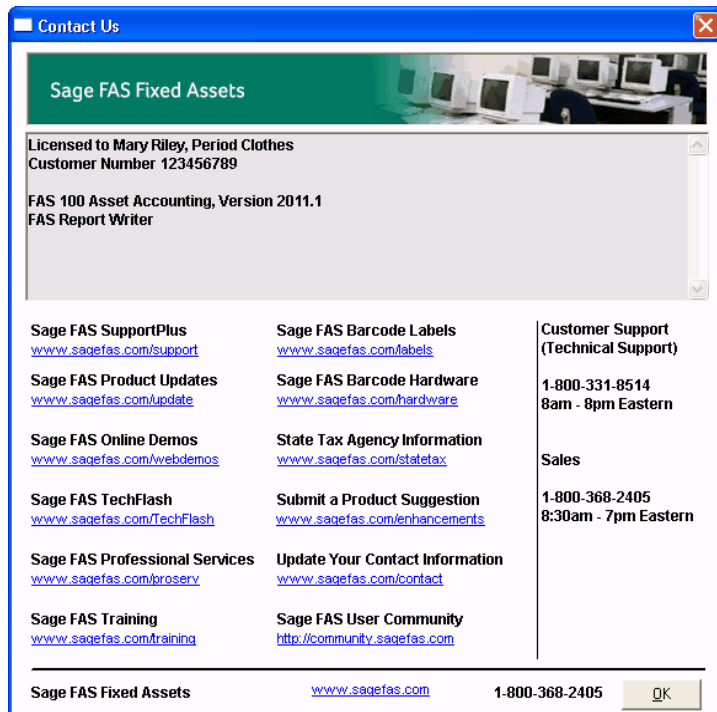 Contact Us
Sage FAS Fixed Assets
Licensed to Mary Riley, Period Clothes
Customer Number 123456789
FAS 100 Asset Accounting, Version 2011.1
FAS Report Writer
Sage FAS SupportPlus
www.sagefas.com/support
Sage FAS Product Updates
www.sagefas.com/update
Sage FAS Online Demos
www.sagefas.com/webdemos
Sage FAS TechFlash
www.sagefas.com/TechFlash
Sage FAS Professional Services
www.sagefas.com/proserv
Sage FAS Training
www.sagefas.com/training
Sage FAS Barcode Labels
www.sagefas.com/labels
Sage FAS Barcode Hardware
www.sagefas.com/hardware
State Tax Agency Information
www.sagefas.com/statetax
Submit a Product Suggestion
www.sagefas.com/enhancements
Update Your Contact Information
www.sagefas.com/contact
Sage FAS User Community
http://community.sagefas.com
Customer Support
(Technical Support)
1-800-331-8514
8am - 8pm Eastern
Sales
1-800-368-2405
8:30am - 7pm Eastern
Sage FAS Fixed Assets www.sagefas.com 1-800-368-2405 OK